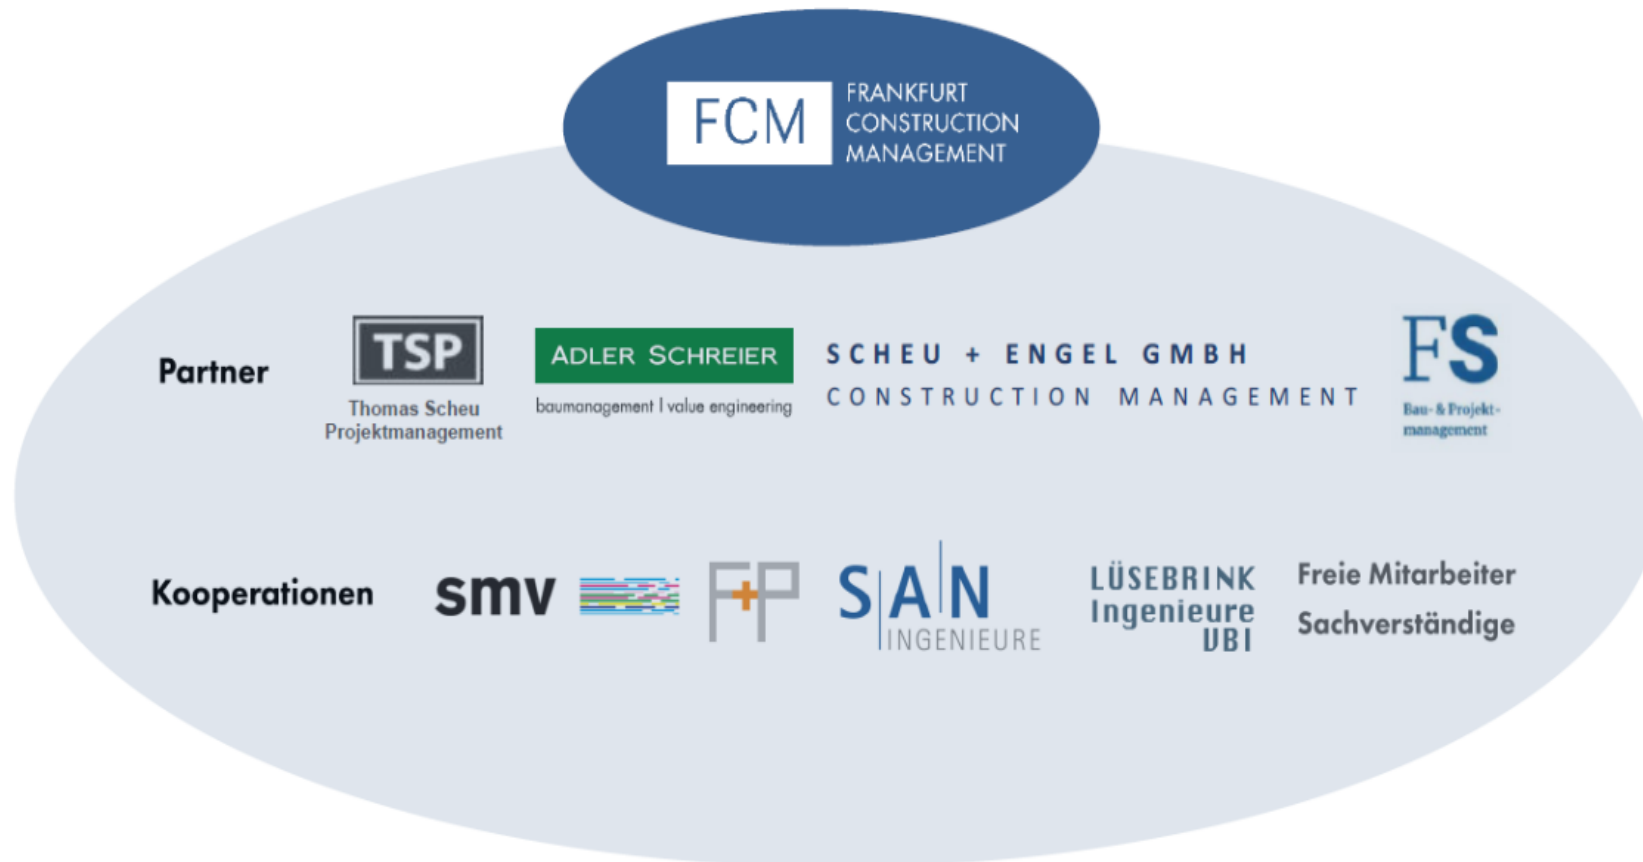 FCM
FRANKFURT
CONSTRUCTION
MANAGEMENT
Partner
TSP
Thomas Scheu
Projektmanagement
ADLER SCHREIER
baumanagement | value engineering
SCHEU + ENGEL GMBH
CONSTRUCTION MANAGEMENT
FS
Bau- & Projekt-
management
Kooperationen
smv
F+P
S|A|N
INGENIEURE
LÜSEBRINK
Ingenieure
VBI
Freie Mitarbeiter
Sachverständige